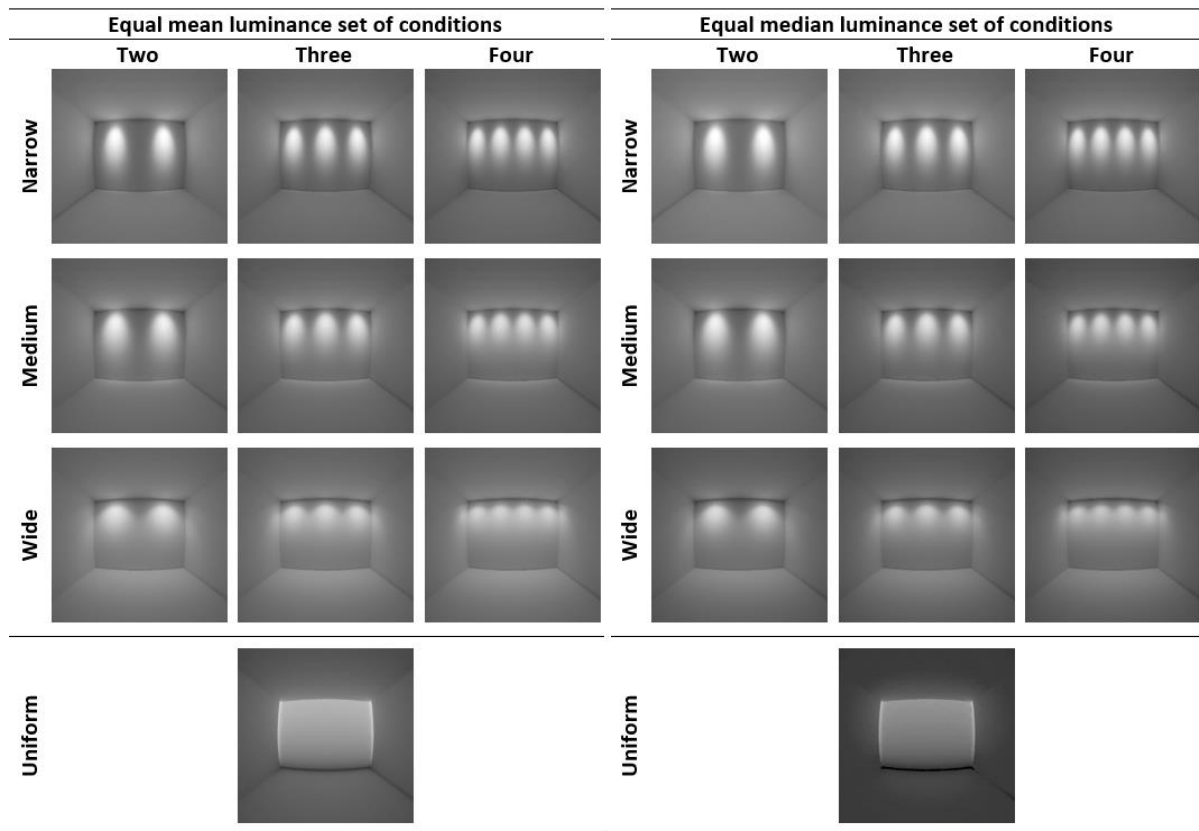 Equal mean luminance set of conditions Equal median luminance set of conditions
Two Three Four Two Three Four
Narrow Narrow
Medium Medium
Wide Wide
Uniform Uniform